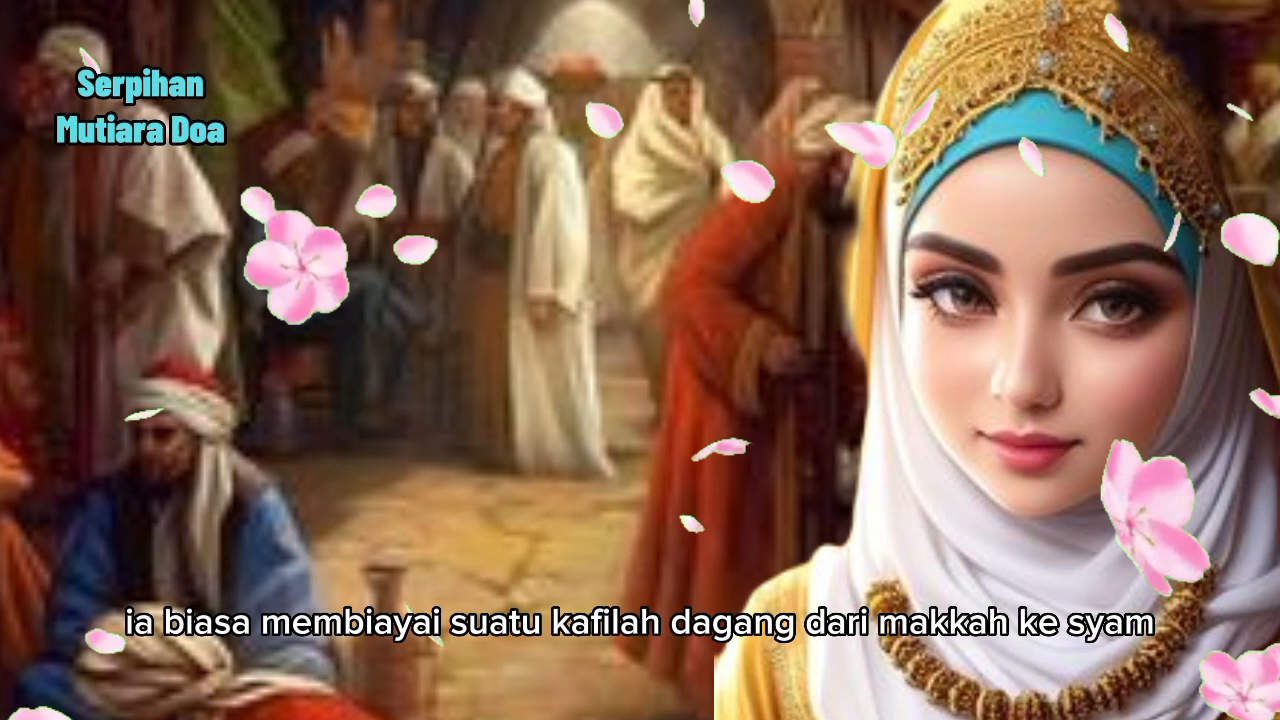 Serpihan
Mutiara Doa
ia biasa membiayai suatu kafilah dagang dari makkah ke syam